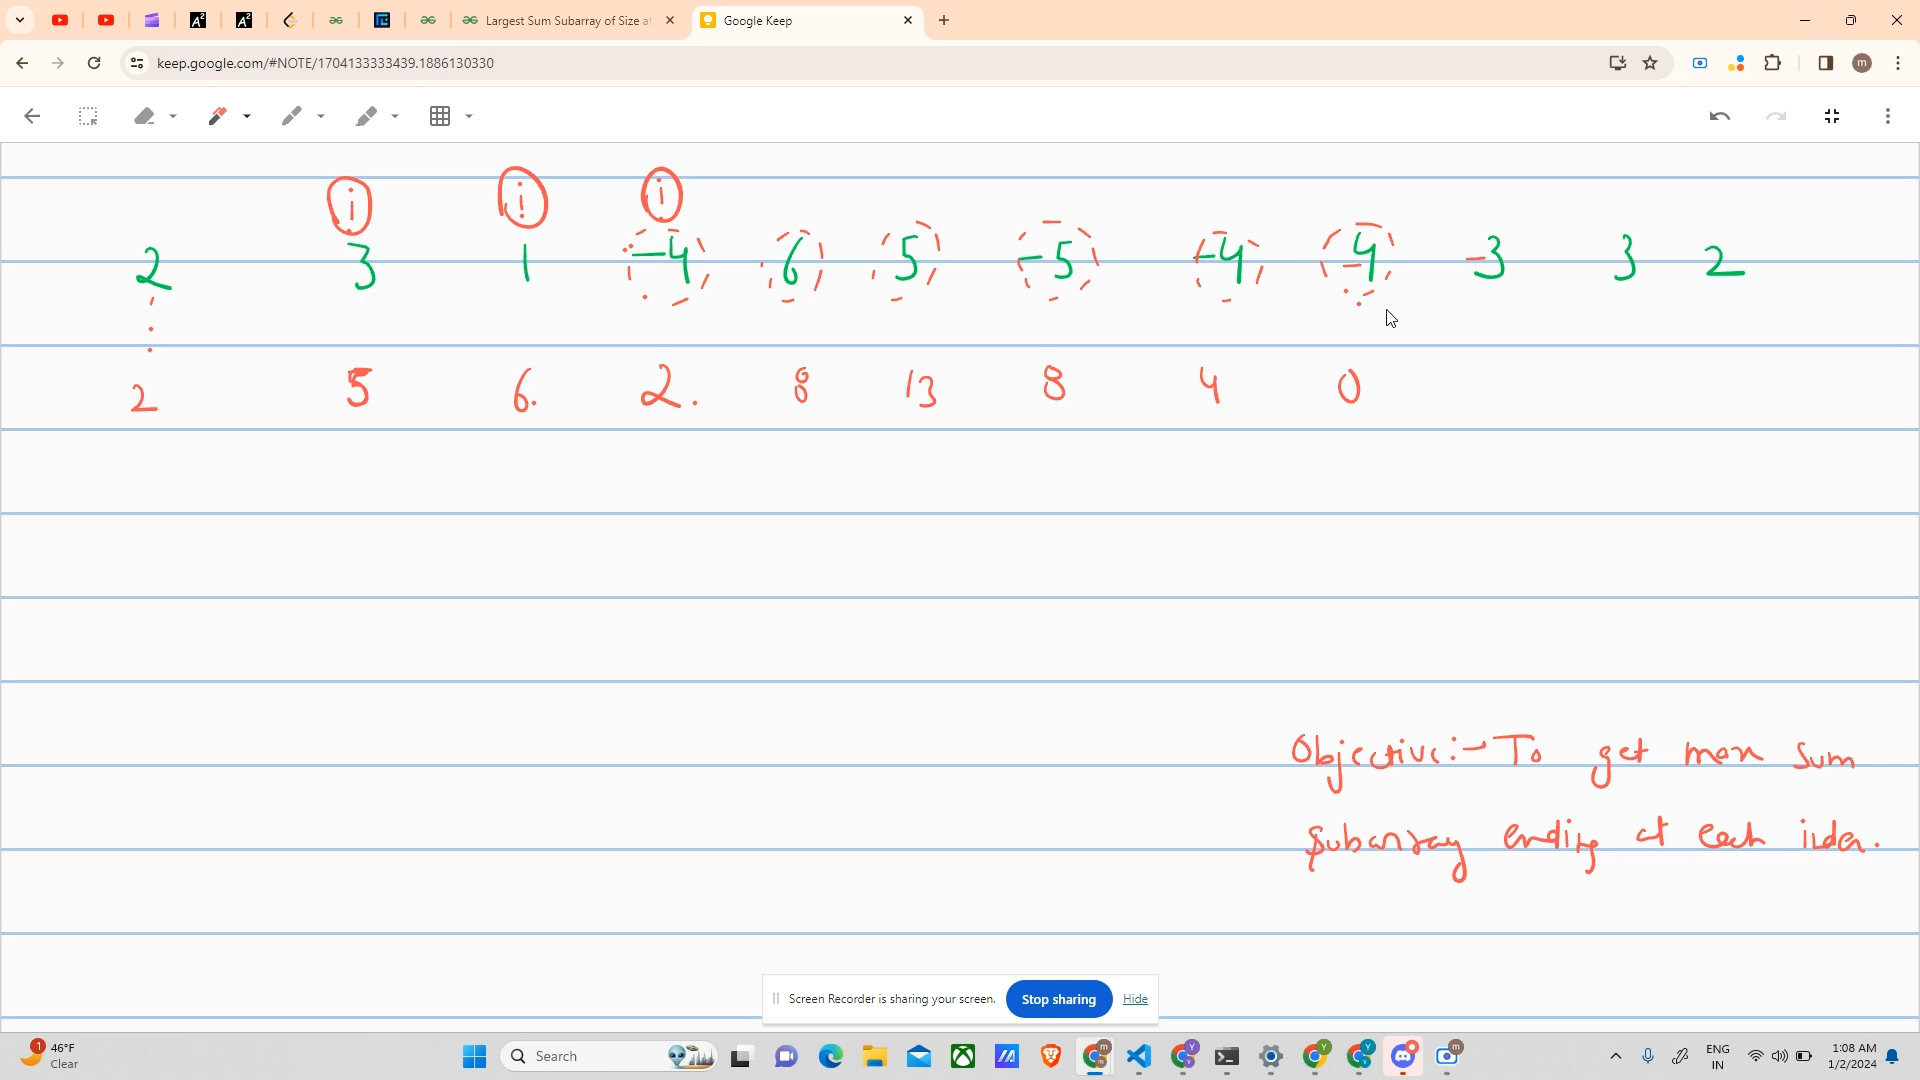 Largest Sum Subarray of Size at
Google Keep
keep.google.com/#NOTE/1704133333439.1886130330
m
i i i
2 3 1 -4 6 5 -5 -4 -4 -3 3 2
2 5 6. 2. 8 13 8 4 0
Objective:- To get max sum
subarray ending at each index.
Screen Recorder is sharing your screen. Stop sharing Hide
1 46°F
Clear
Search
ENG
IN
1:08 AM
1/2/2024